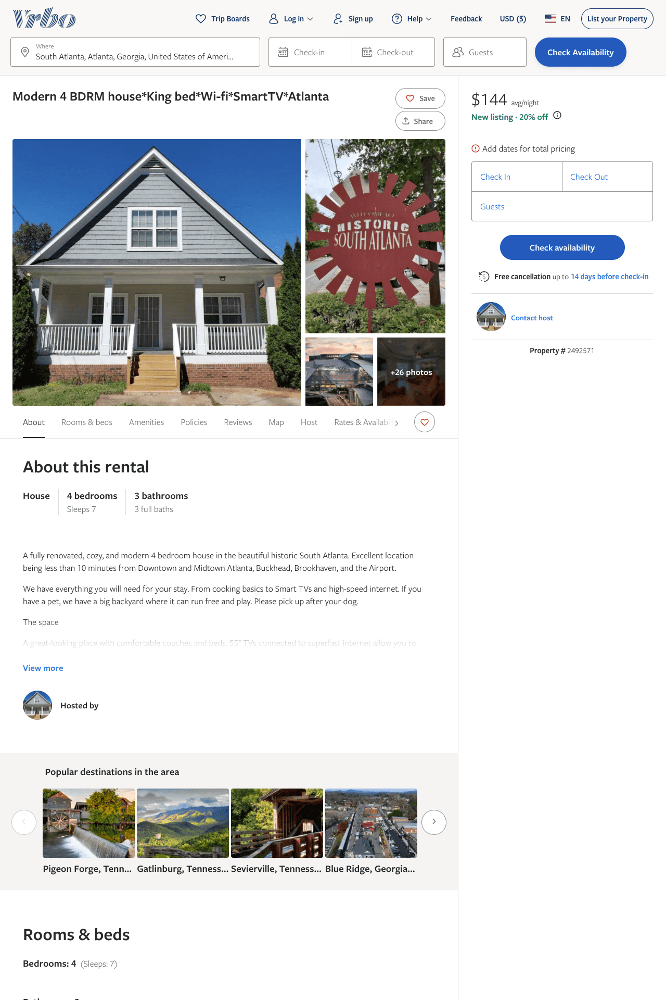 Vrbo
Trip Boards
Log in
Sign up
Help
Feedback
USD ($)
EN
List your Property
Where
South Atlanta, Atlanta, Georgia, United States of Ameri...
Check-in
Check-out
Guests
Check Availability
Modern 4 BDRM house*King bed*Wi-fi*SmartTV*Atlanta
Save
Share
WELCOME TO
HISTORIC
SOUTH ATLANTA
+26 photos
$144 avg/night
New listing · 20% off
Add dates for total pricing
Check In
Check Out
Guests
Check availability
Free cancellation up to 14 days before check-in
Contact host
Property # 2492571
About
Rooms & beds
Amenities
Policies
Reviews
Map
Host
Rates & Availabili
About this rental
House
4 bedrooms
Sleeps 7
3 bathrooms
3 full baths
A fully renovated, cozy, and modern 4 bedroom house in the beautiful historic South Atlanta. Excellent location
being less than 10 minutes from Downtown and Midtown Atlanta, Buckhead, Brookhaven, and the Airport.
We have everything you will need for your stay. From cooking basics to Smart TVs and high-speed internet. If you
have a pet, we have a big backyard where it can run free and play. Please pick up after your dog.
The space
A great-looking place with comfortable couches and beds. 55" TVs connected to superfast internet allow you to
View more
Hosted by
Popular destinations in the area
Pigeon Forge, Tenn...
Gatlinburg, Tenness...
Sevierville, Tenness...
Blue Ridge, Georgia...
Rooms & beds
Bedrooms: 4 (Sleeps: 7)